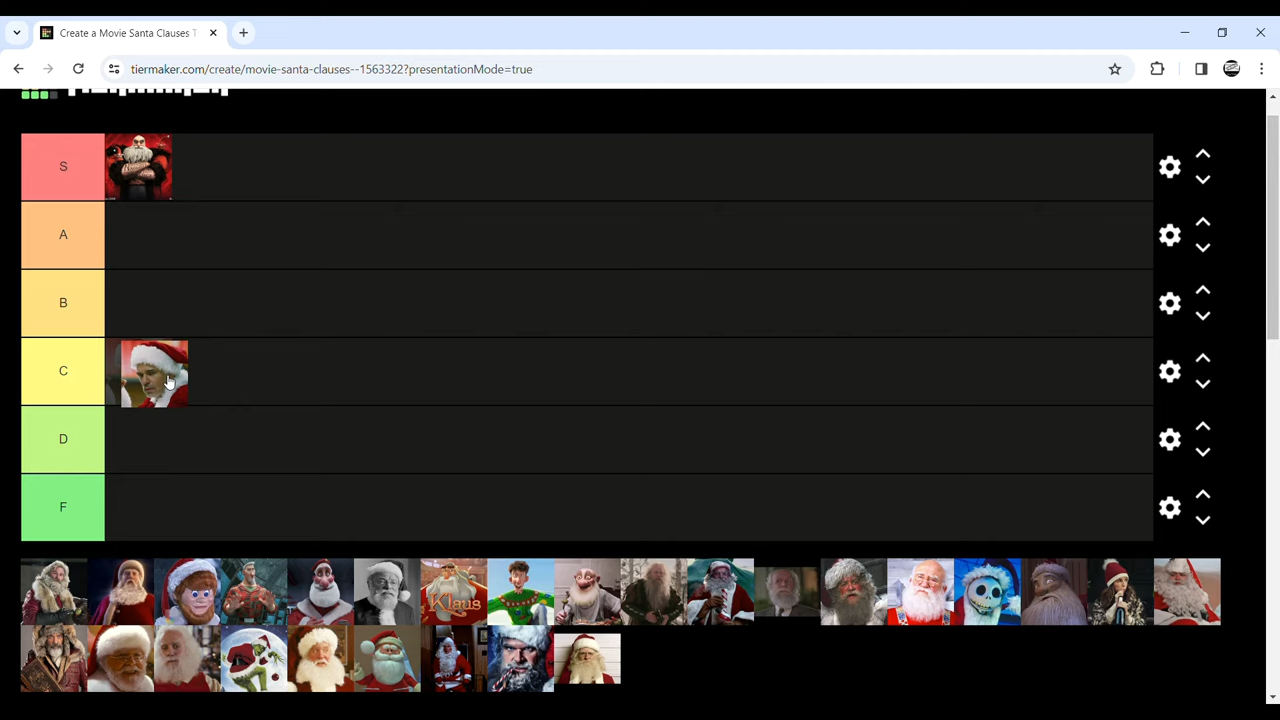 Create a Movie Santa Clauses T
tiermaker.com/create/movie-santa-clauses--1563322?presentationMode=true
S
A
B
C
D
F
Klaus